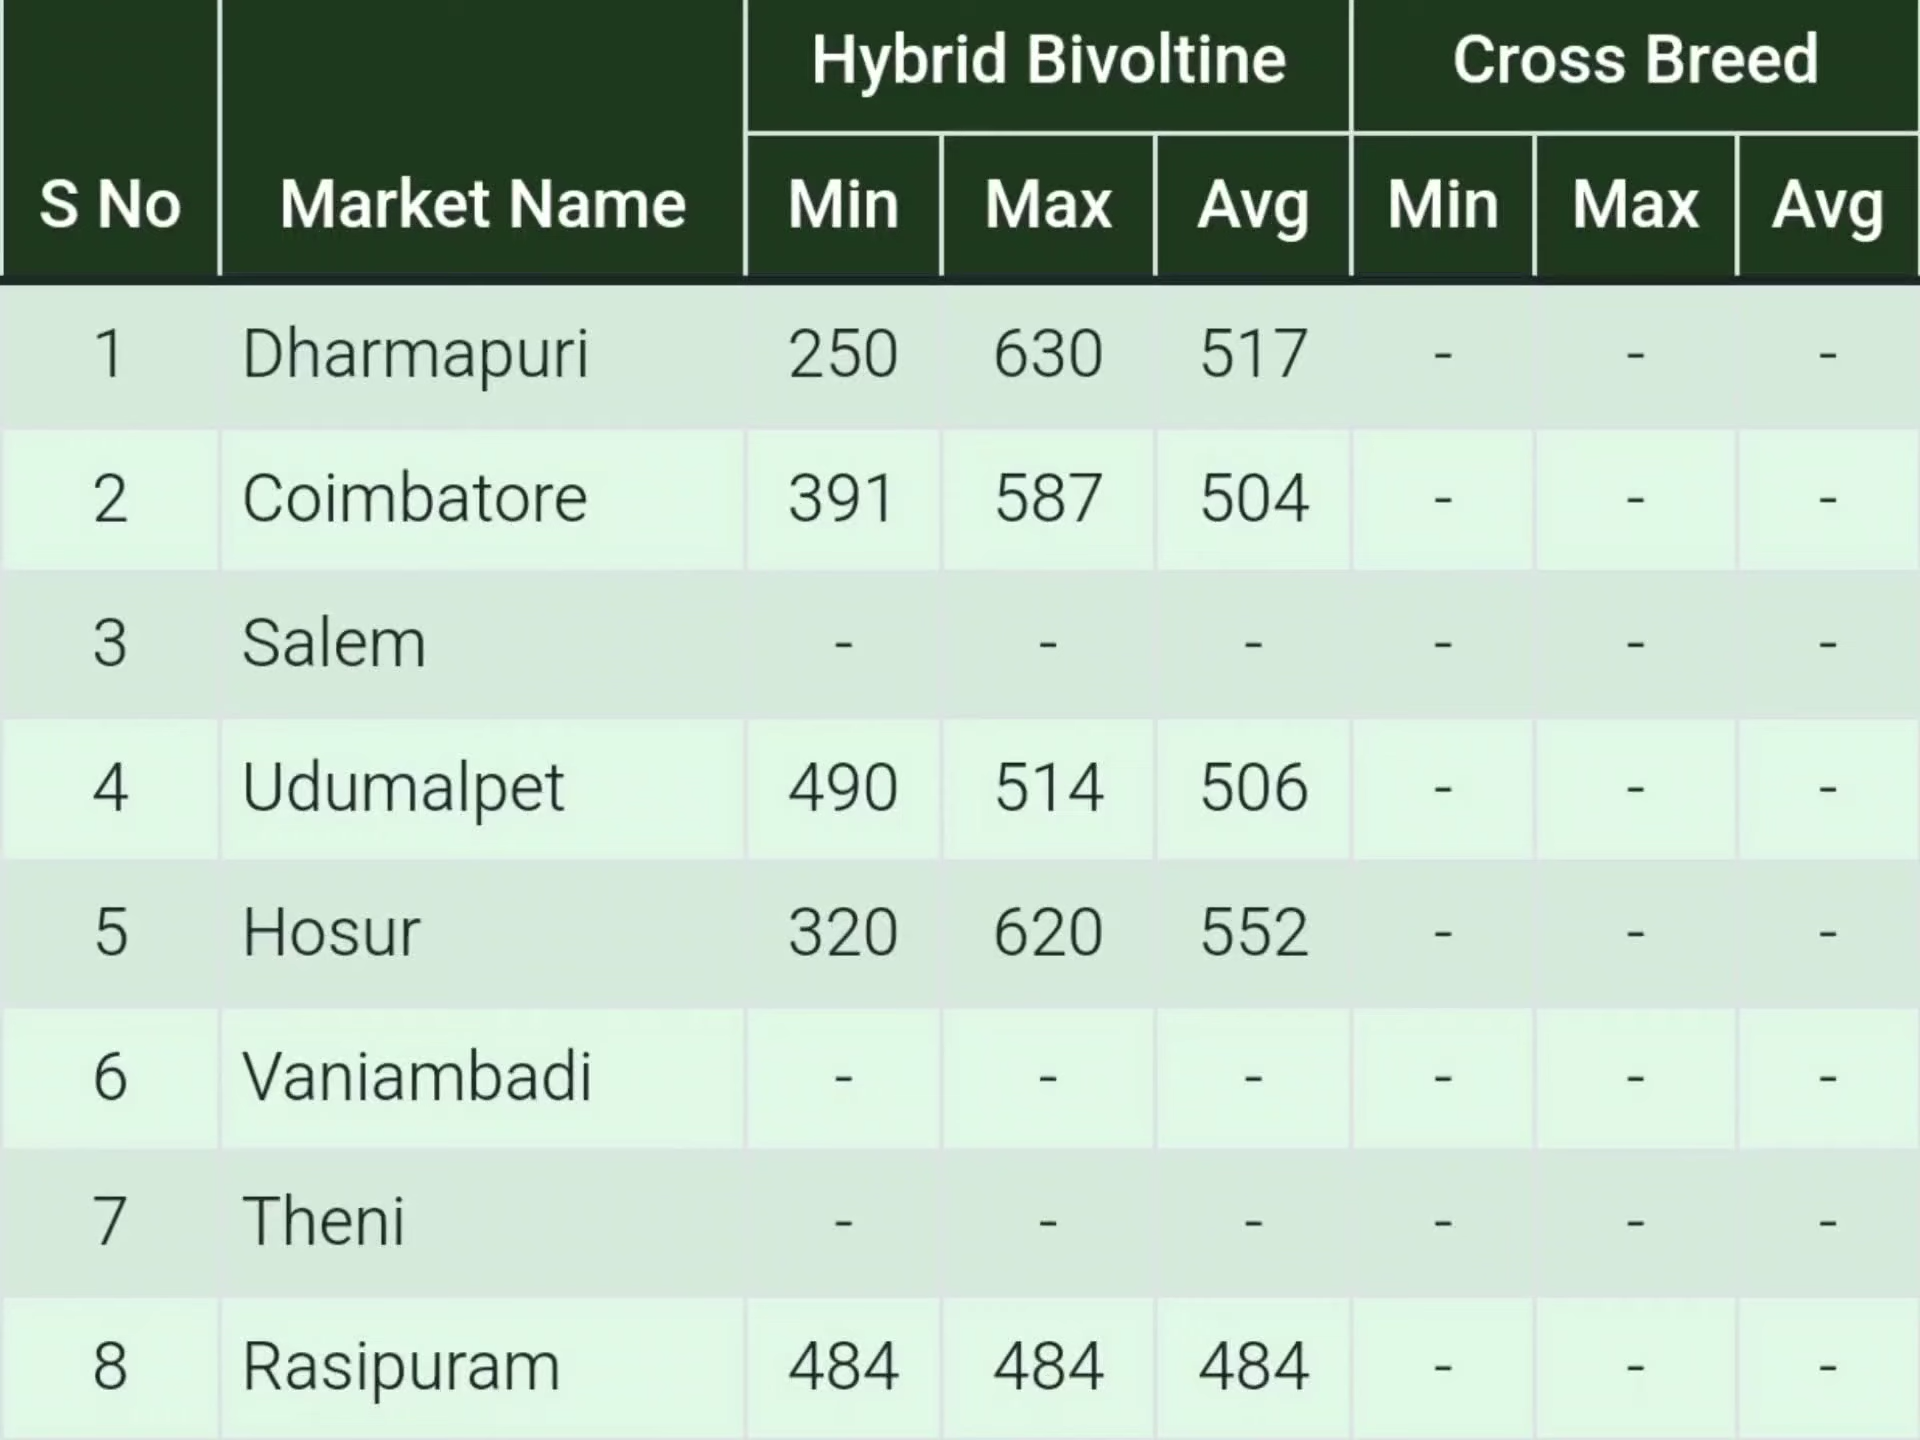 Hybrid Bivoltine Cross Breed
S No Market Name Min Max Avg Min Max Avg
1 Dharmapuri 250 630 517 - - -
2 Coimbatore 391 587 504 - - -
3 Salem - - - - - -
4 Udumalpet 490 514 506 - - -
5 Hosur 320 620 552 - - -
6 Vaniambadi - - - - - -
7 Theni - - - - - -
8 Rasipuram 484 484 484 - - -